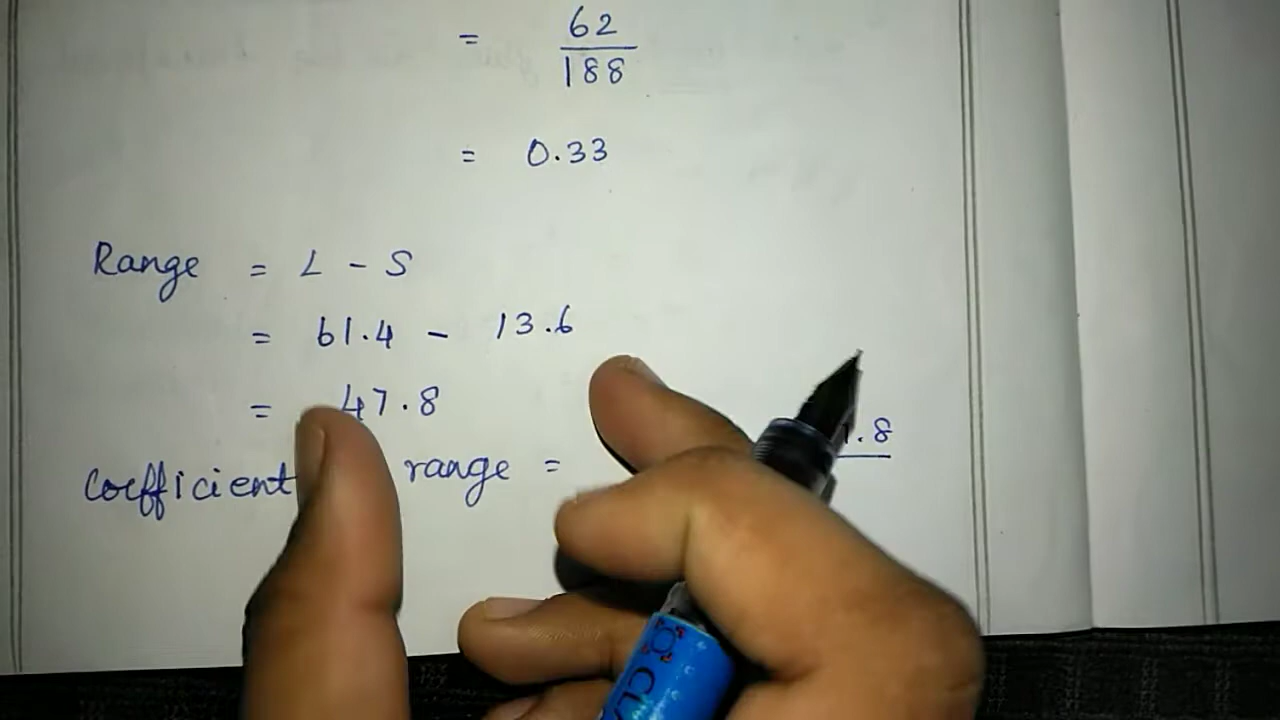 = 62
188
= 0.33
Range = L - S
= 61.4 - 13.6
= 47.8
.8
Coefficient range =